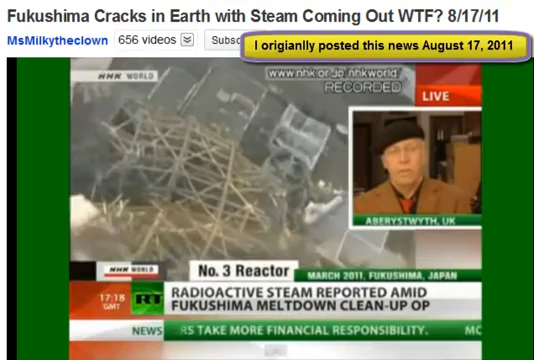 Fukushima Cracks in Earth with Steam Coming Out WTF? 8/17/11
MsMilkytheclown 656 videos Subsc
I origianlly posted this news August 17, 2011
NHK WORLD
www.nhk.or.jp/nhkworld
RECORDED
LIVE
ABERYSTWYTH, UK
NHK WORLD
No. 3 Reactor
MARCH 2011, FUKUSHIMA, JAPAN
17:18
GMT
RT
RADIOACTIVE STEAM REPORTED AMID
FUKUSHIMA MELTDOWN CLEAN-UP OP
NEWS RS TAKE MORE FINANCIAL RESPONSIBILITY. MC